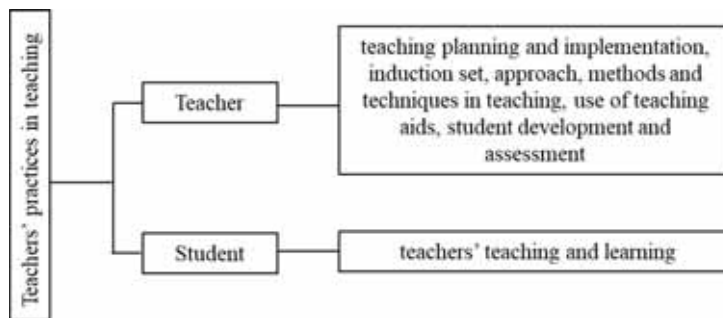 Teachers' practices in teaching
Teacher
teaching planning and implementation,
induction set, approach, methods and
techniques in teaching, use of teaching
aids, student development and
assessment
Student
teachers' teaching and learning